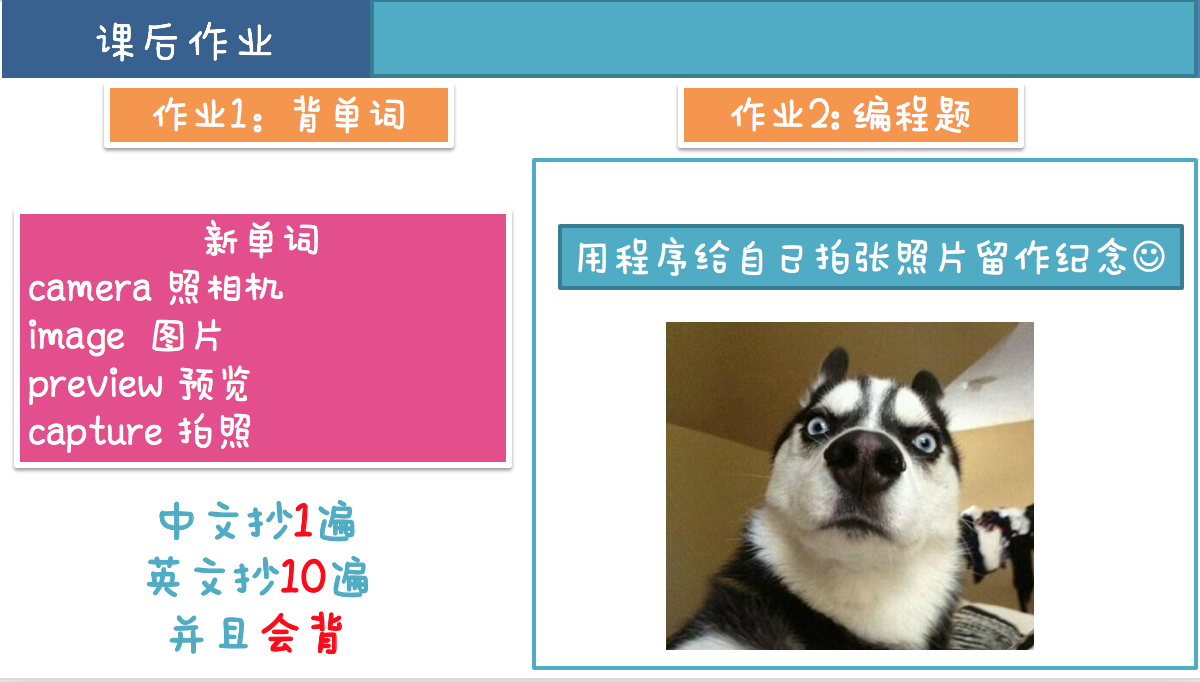 课后作业
作业1：背单词
新单词
camera 照相机
image 图片
preview 预览
capture 拍照
中文抄1遍
英文抄10遍
并且会背
作业2:编程题
用程序给自己拍张照片留作纪念☺